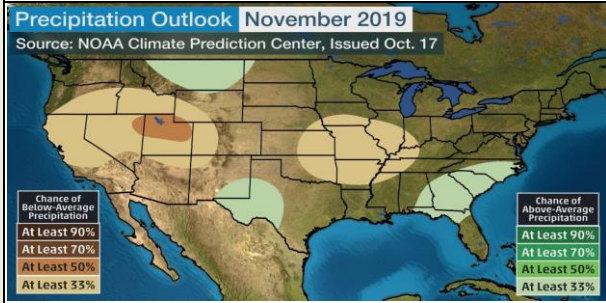 Precipitation Outlook November 2019
Source: NOAA Climate Prediction Center, Issued Oct. 17
Chance of
Below-Average
Precipitation
At Least 90%
At Least 70%
At Least 50%
At Least 33%
Chance of
Above-Average
Precipitation
At Least 90%
At Least 70%
At Least 50%
At Least 33%